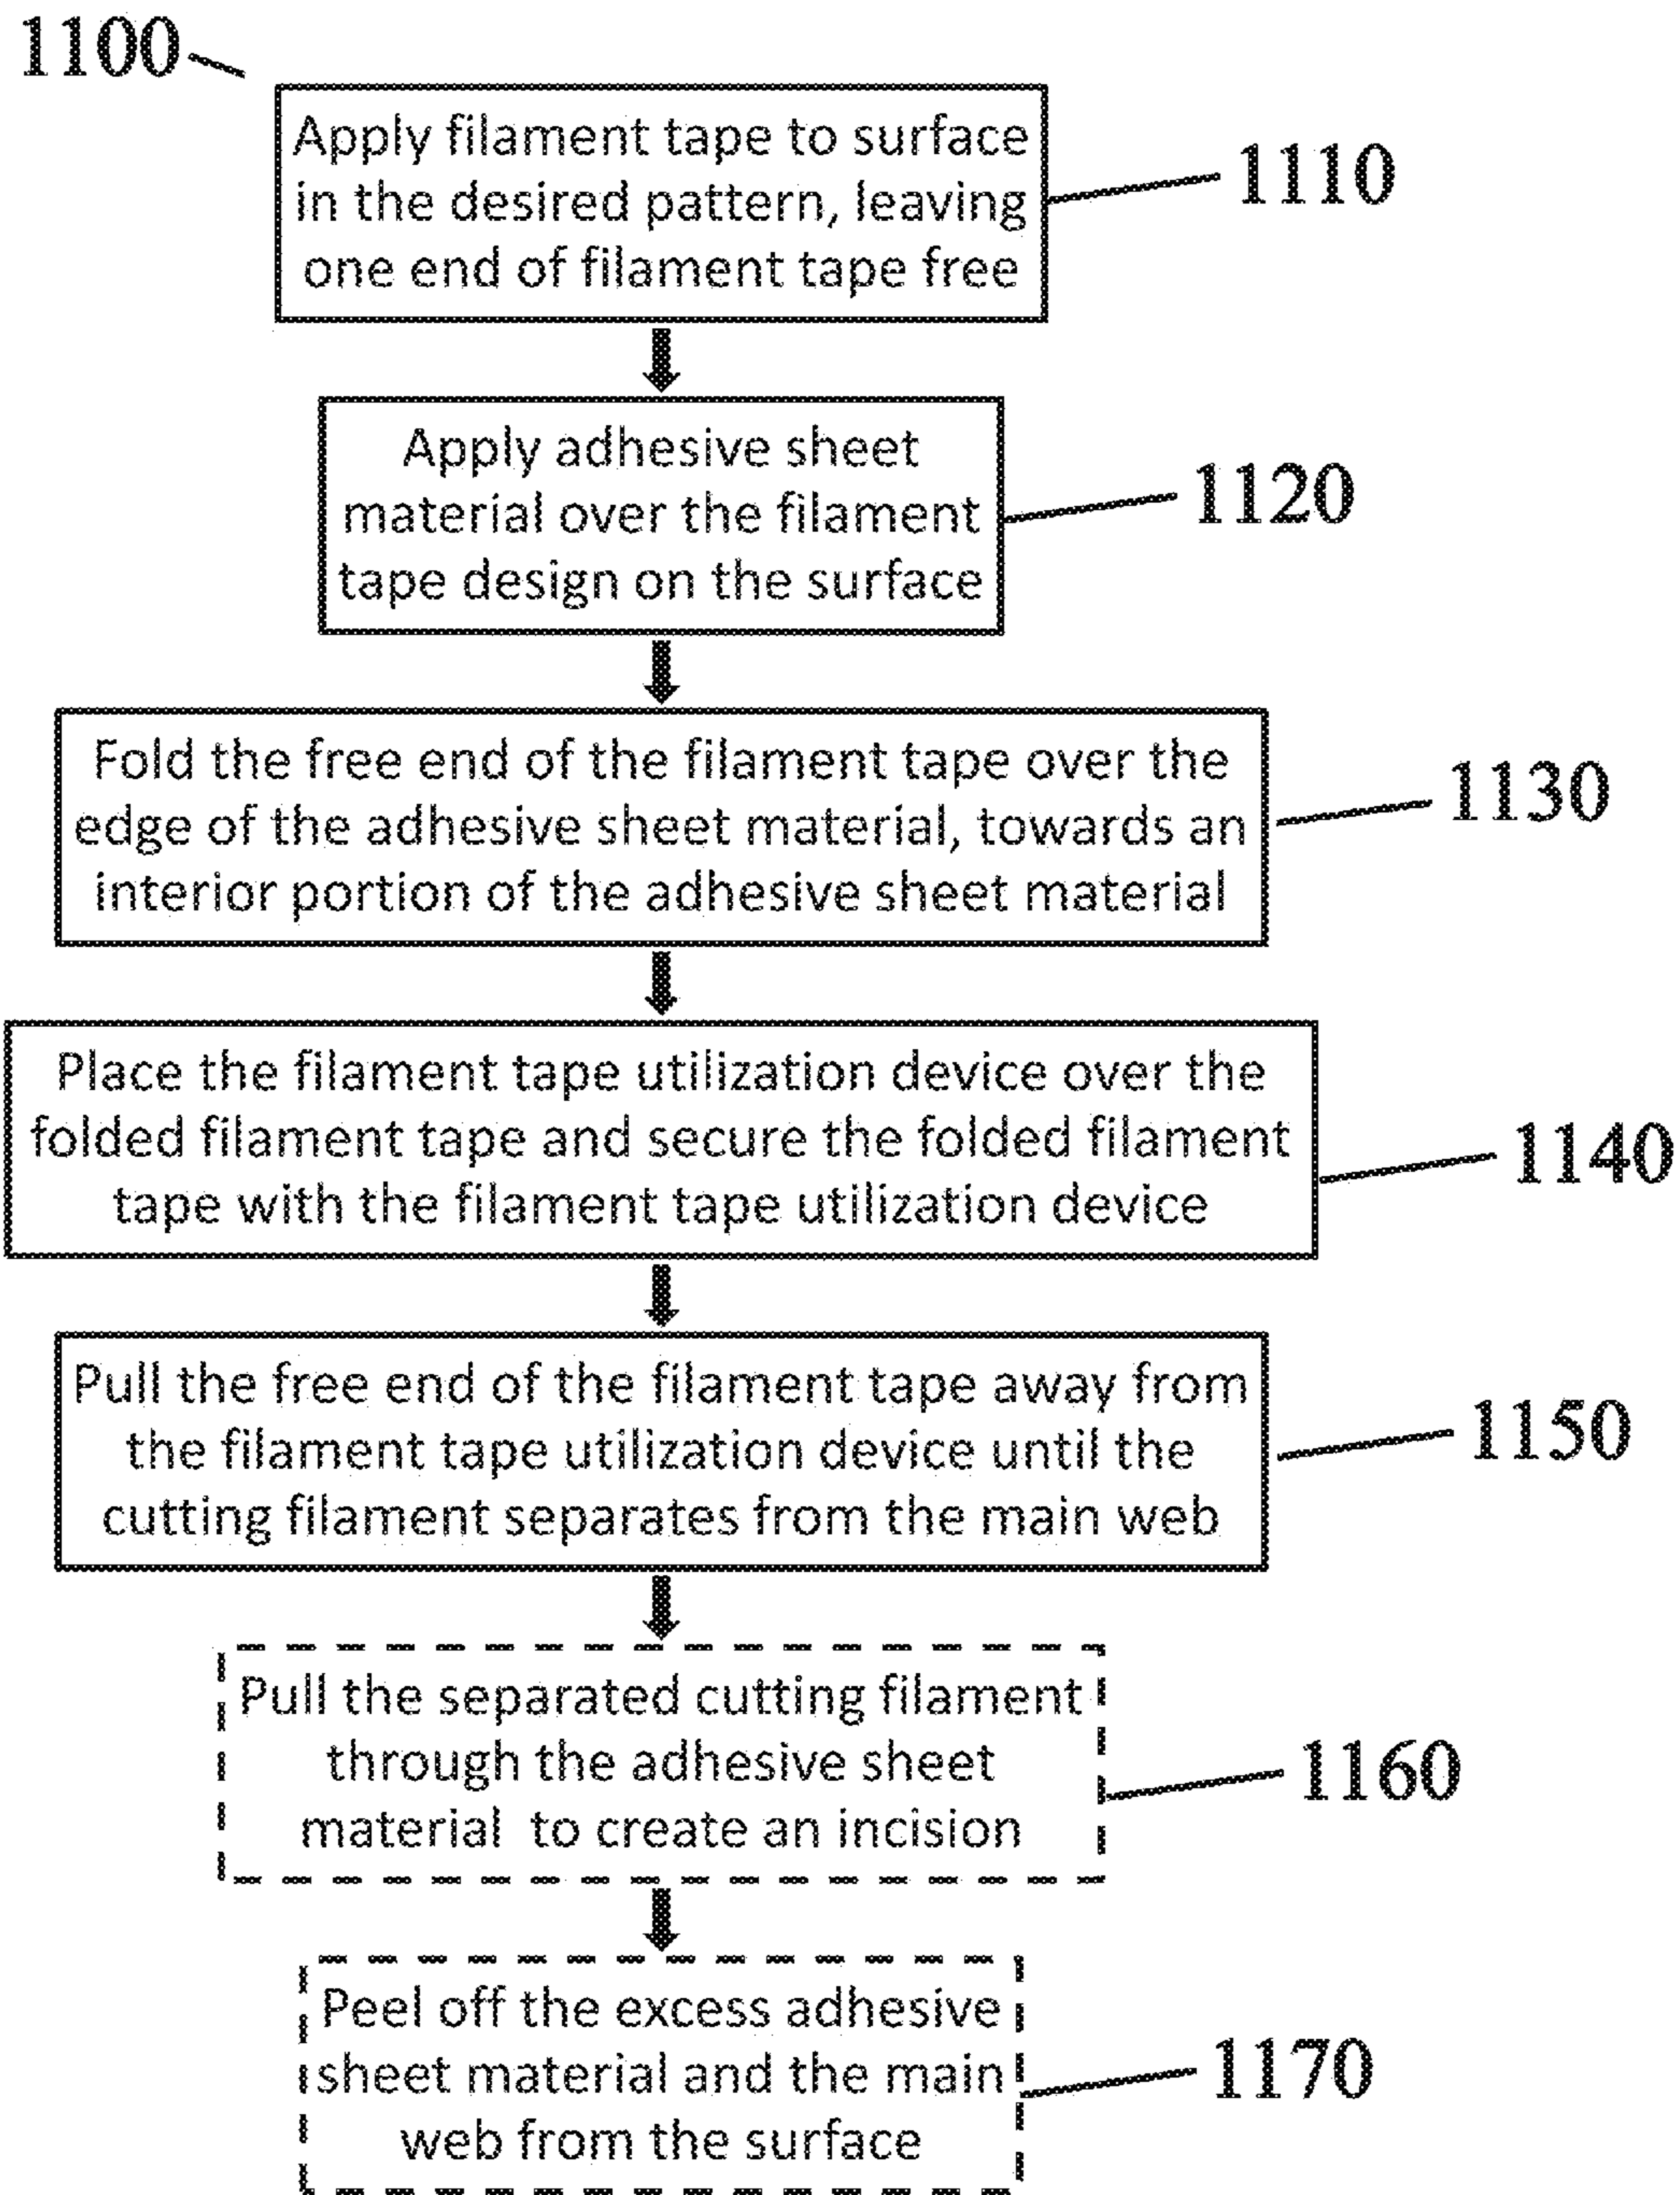 1100
Apply filament tape to surface
in the desired pattern, leaving
one end of filament tape free
1110
Apply adhesive sheet
material over the filament
tape design on the surface
1120
Fold the free end of the filament tape over the
edge of the adhesive sheet material, towards an
interior portion of the adhesive sheet material
1130
Place the filament tape utilization device over the
folded filament tape and secure the folded filament
tape with the filament tape utilization device
1140
Pull the free end of the filament tape away from
the filament tape utilization device until the
cutting filament separates from the main web
1150
Pull the separated cutting filament
through the adhesive sheet
material to create an incision
1160
Peel off the excess adhesive
sheet material and the main
web from the surface
1170